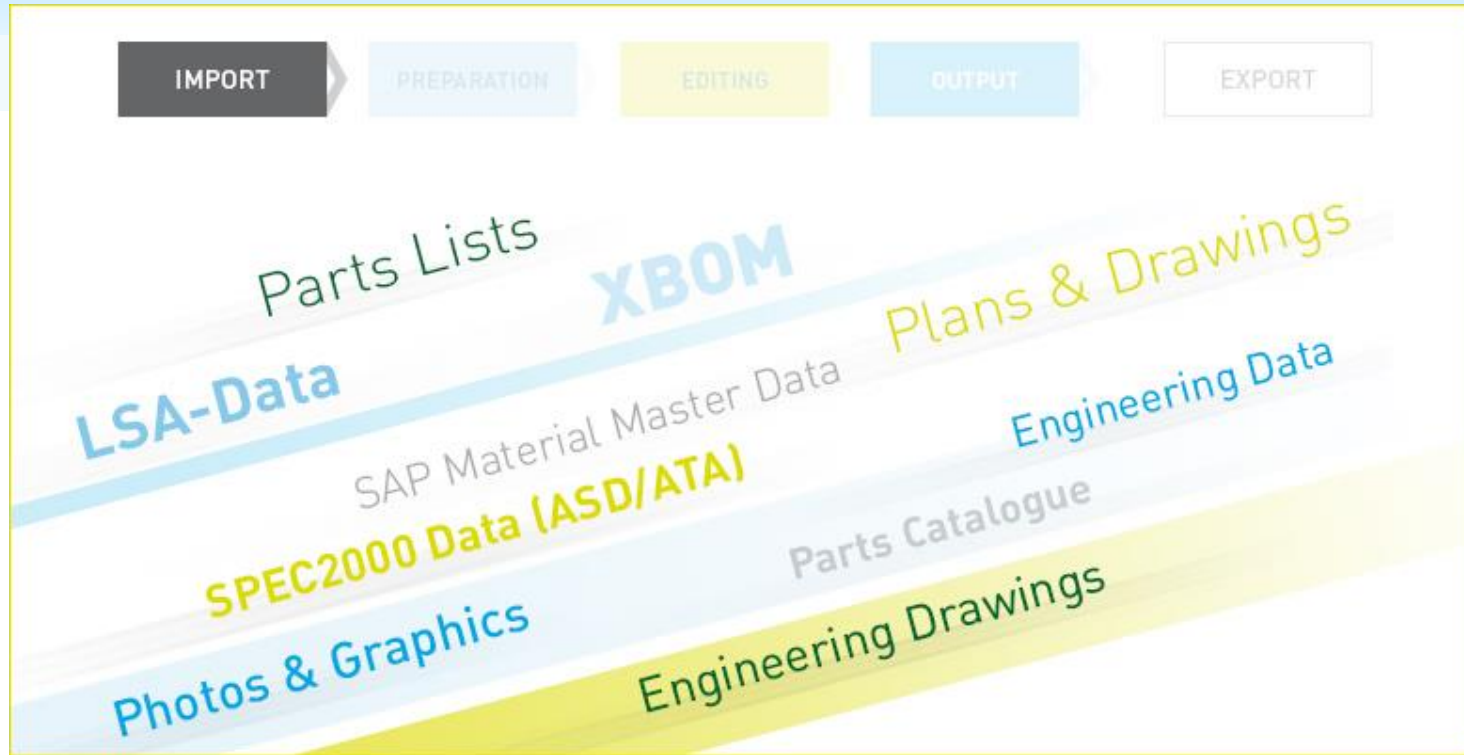 IMPORT
PREPARATION
EDITING
OUTPUT
EXPORT
Parts Lists
XBOM
Plans & Drawings
LSA-Data
SAP Material Master Data
Engineering Data
SPEC2000 Data (ASD/ATA)
Parts Catalogue
Photos & Graphics
Engineering Drawings